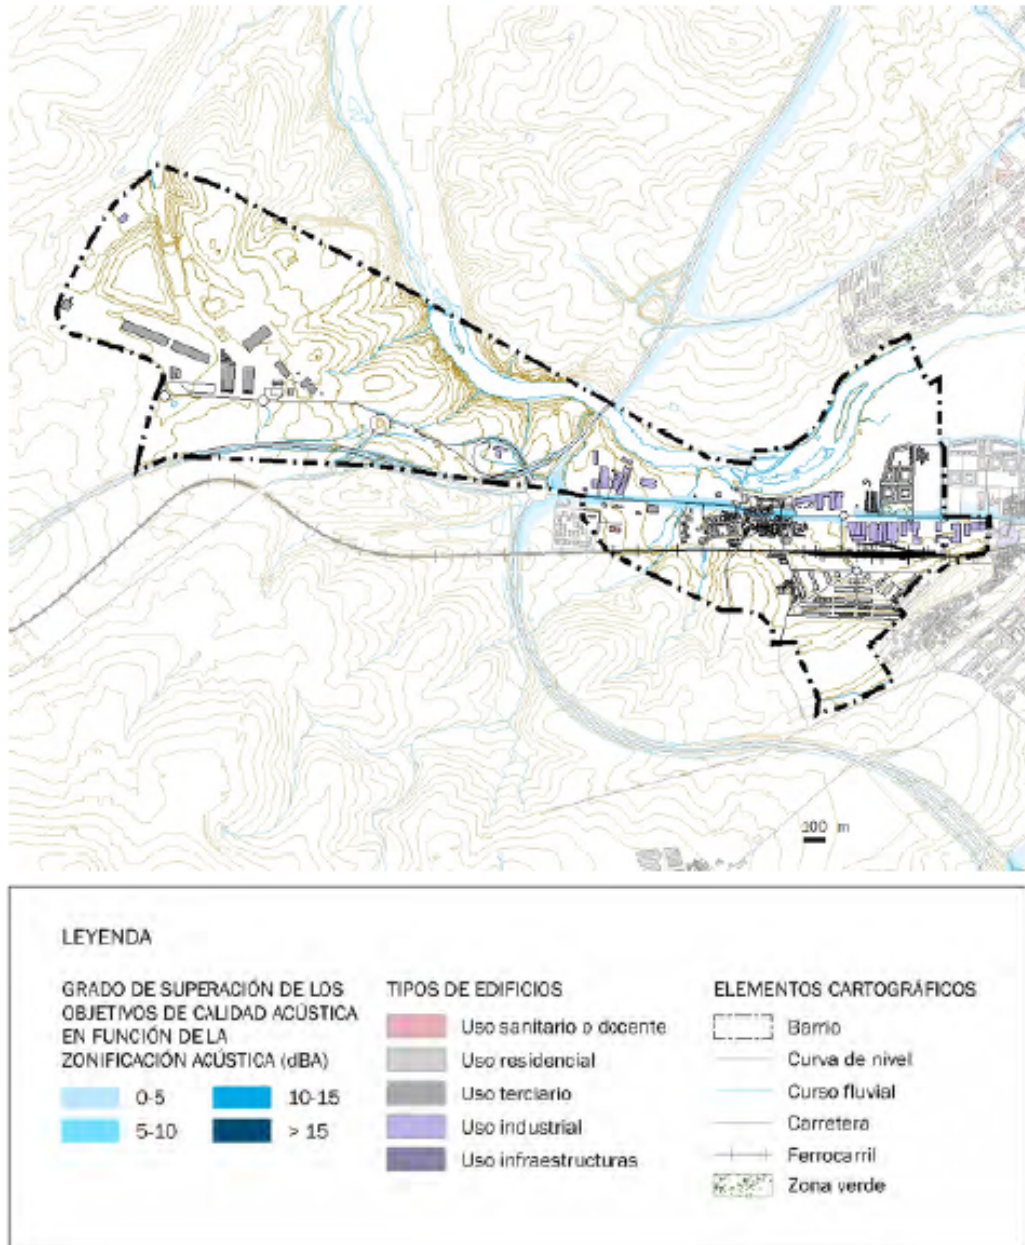 100 m
LEYENDA
GRADO DE SUPERACIÓN DE LOS
OBJETIVOS DE CALIDAD ACÚSTICA
EN FUNCIÓN DE LA
ZONIFICACIÓN ACÚSTICA (dBA)
0-5
10-15
5-10
> 15
TIPOS DE EDIFICIOS
Uso sanitario o docente
Uso residencial
Uso terciario
Uso industrial
Uso infraestructuras
ELEMENTOS CARTOGRÁFICOS
Barrio
Curva de nivel
Curso fluvial
Carretera
Ferrocarril
Zona verde